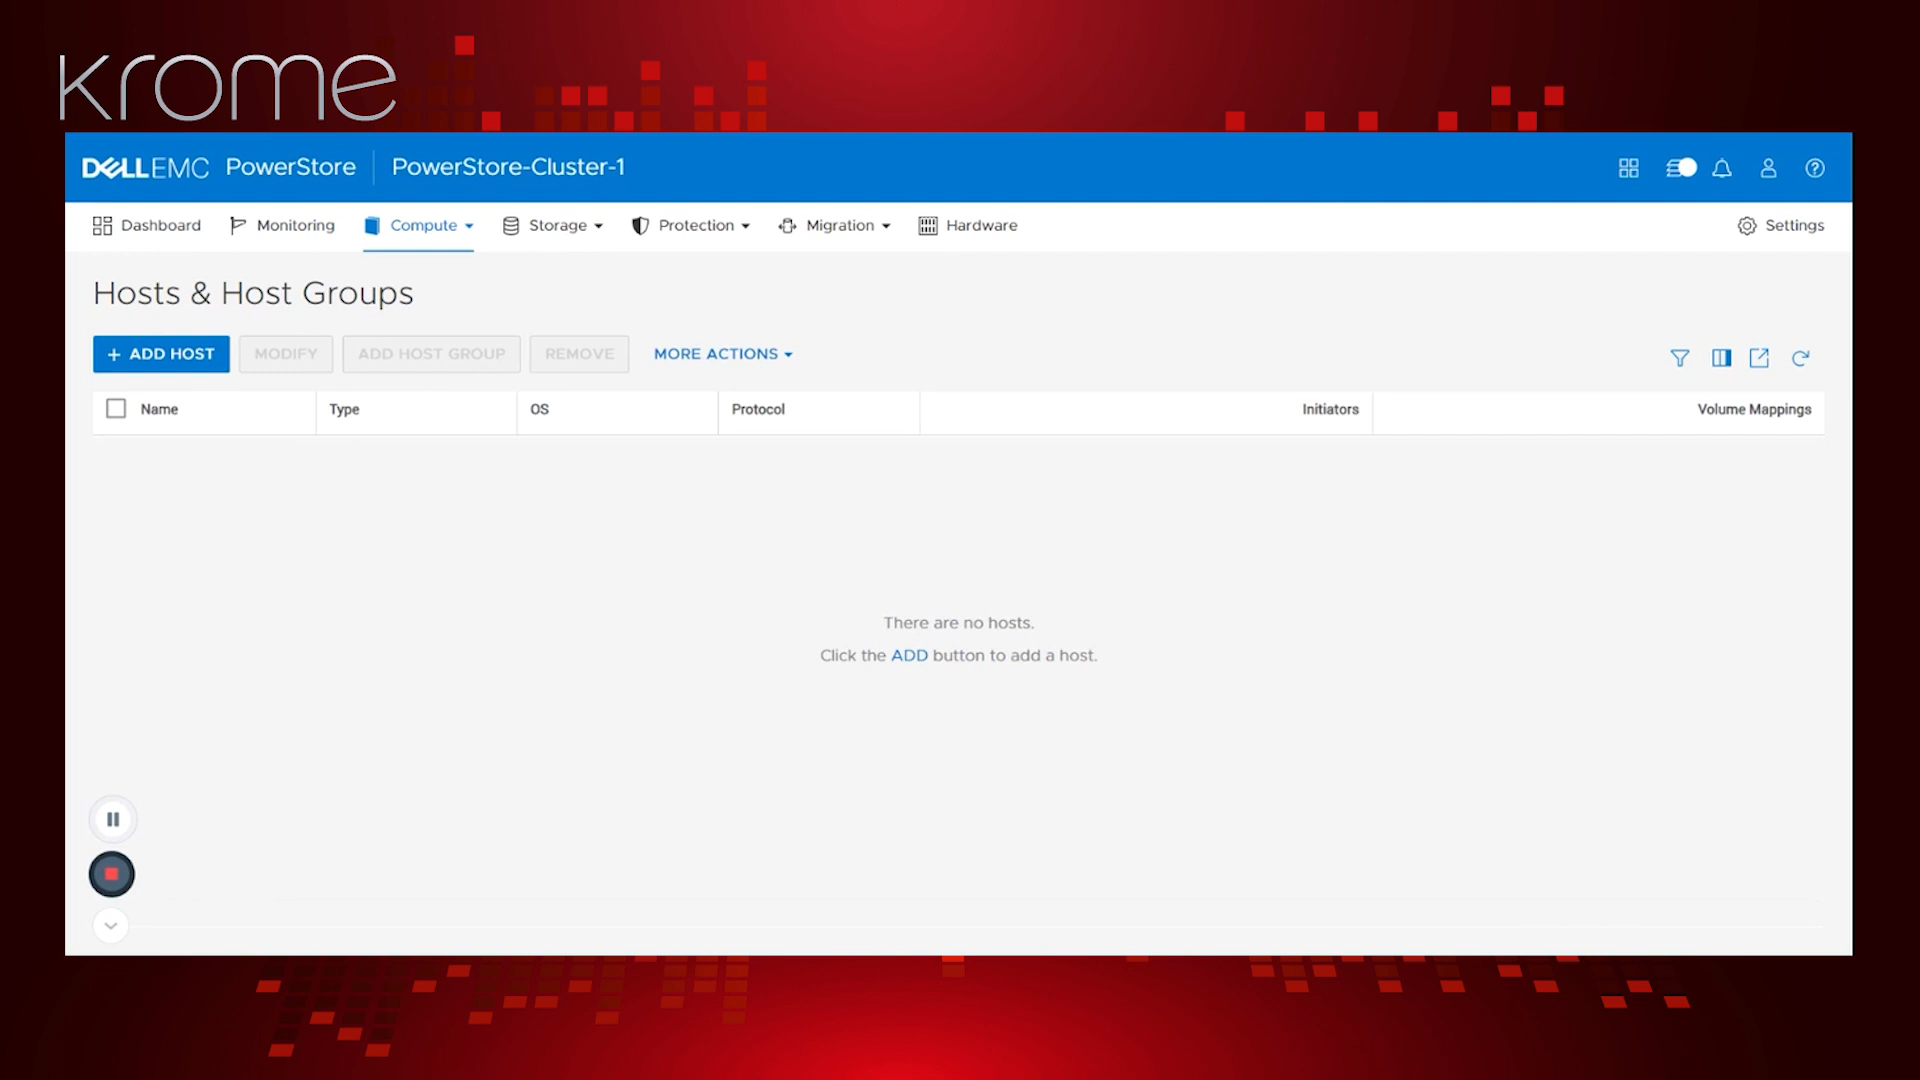 krome
DELLEMC PowerStore PowerStore-Cluster-1
Dashboard Monitoring Compute Storage Protection Migration Hardware Settings
Hosts & Host Groups
+ ADD HOST MODIFY ADD HOST GROUP REMOVE MORE ACTIONS
Name Type OS Protocol Initiators Volume Mappings
There are no hosts.
Click the ADD button to add a host.